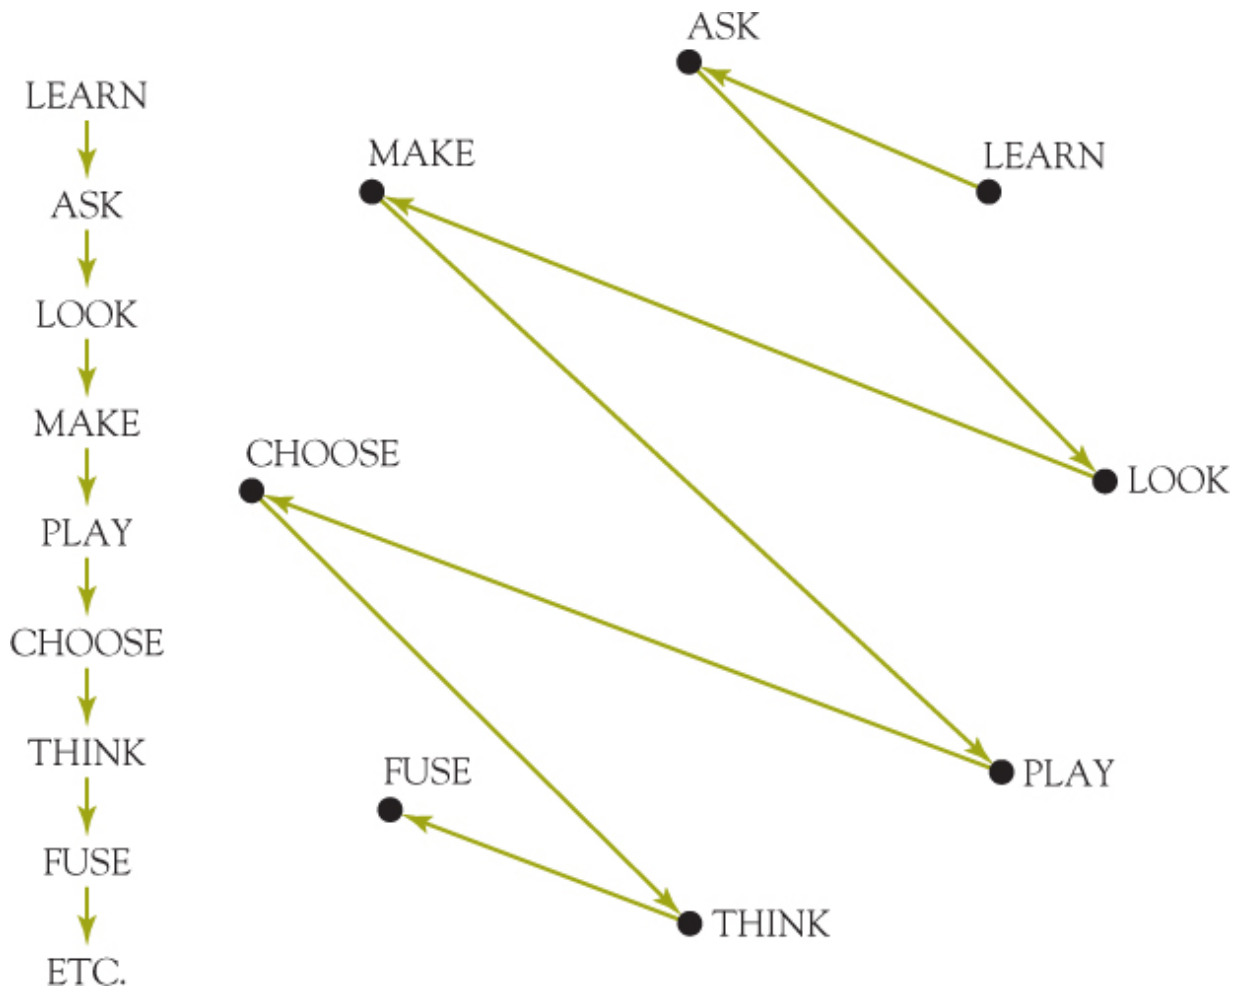 LEARN
ASK
LOOK
MAKE
PLAY
CHOOSE
THINK
FUSE
ETC.
ASK
MAKE
LEARN
CHOOSE
LOOK
FUSE
PLAY
THINK